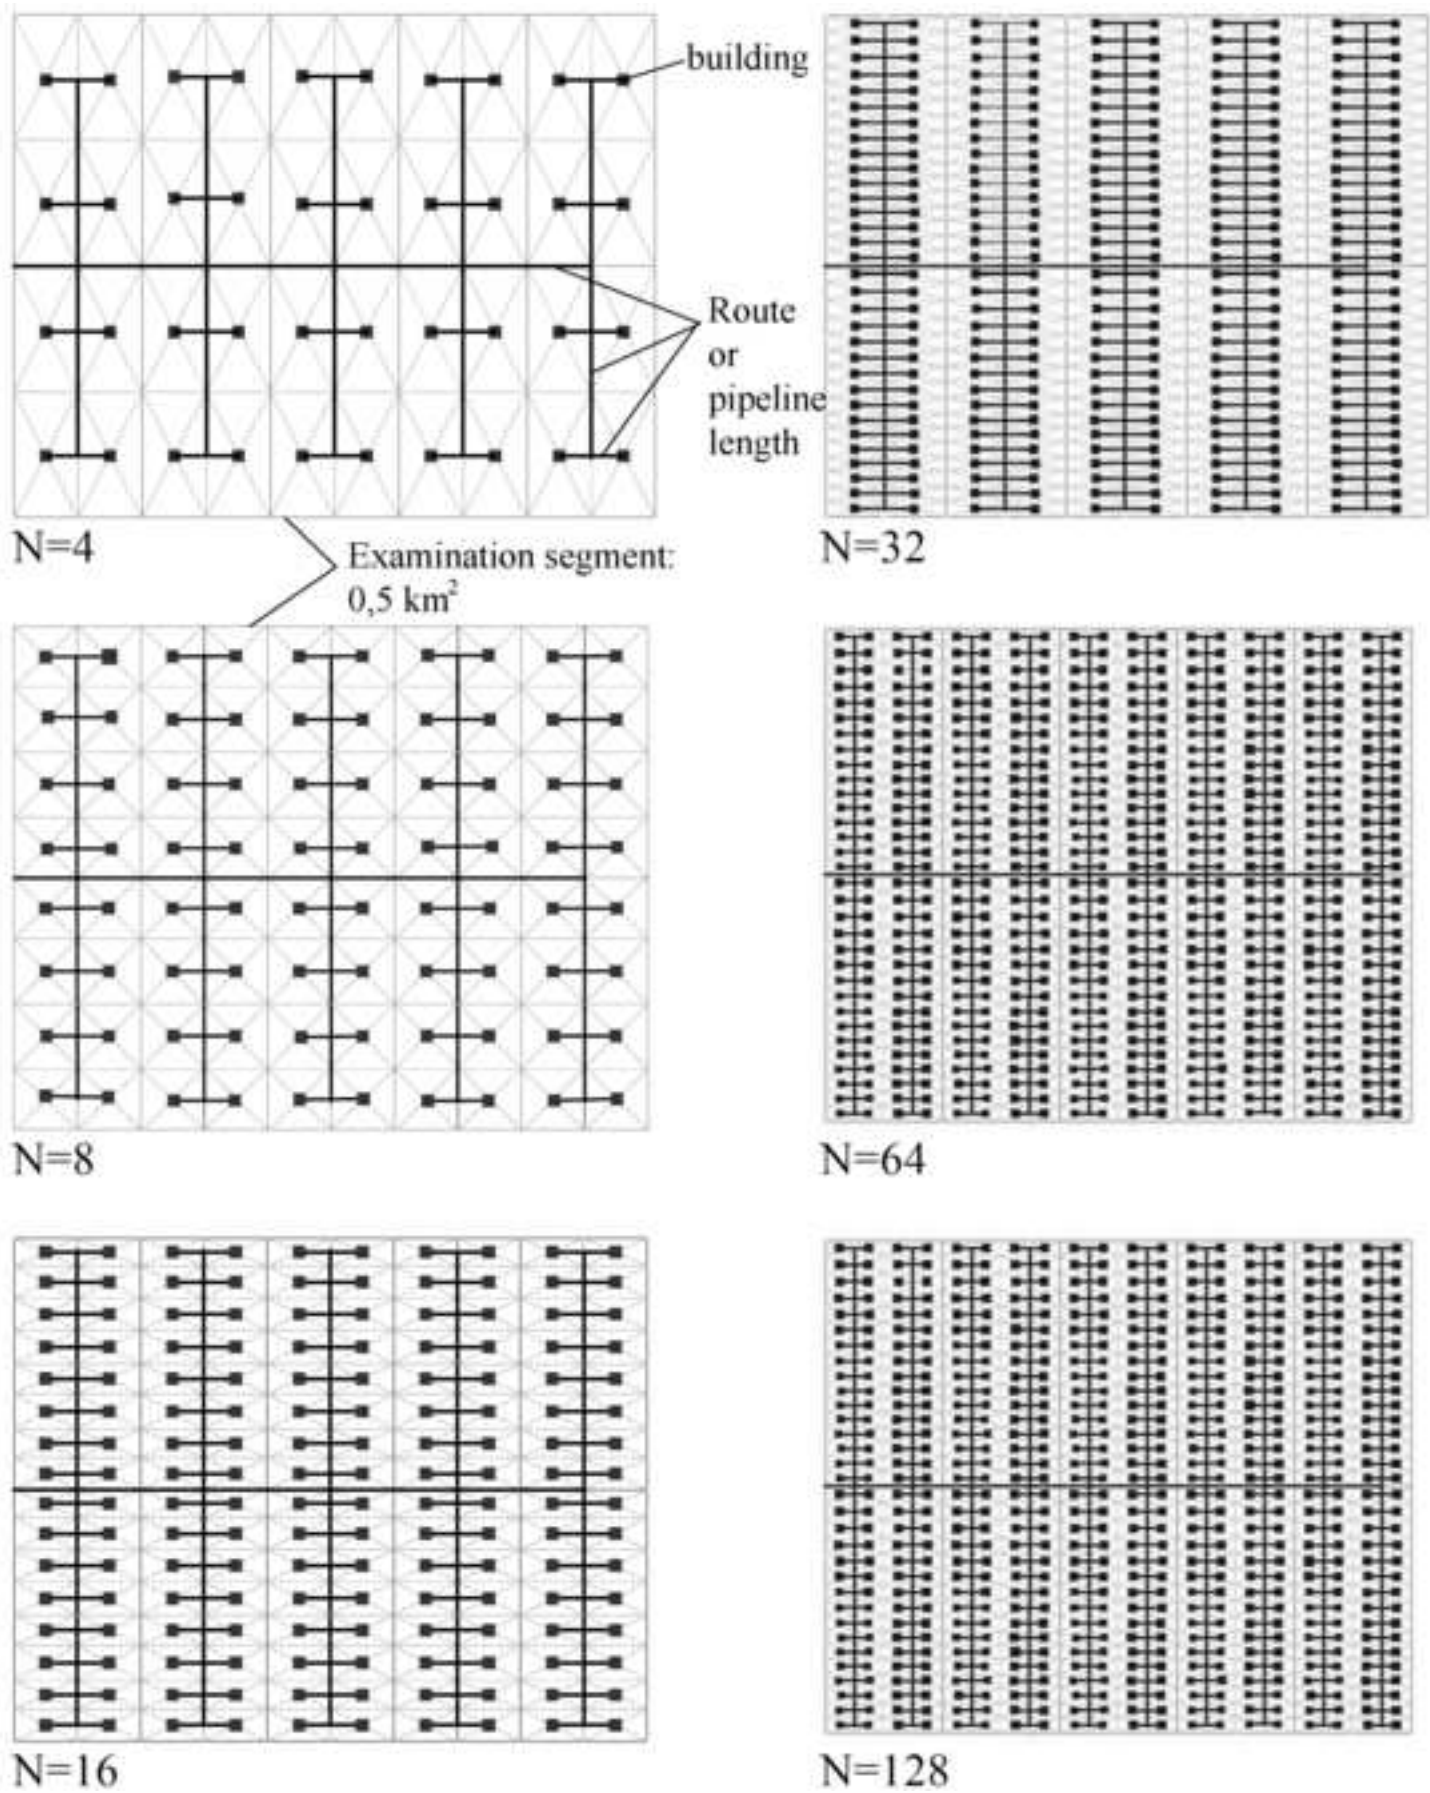 building
Route
or
pipeline
length
N=4
N=32
Examination segment:
0,5 km²
N=8
N=64
N=16
N=128